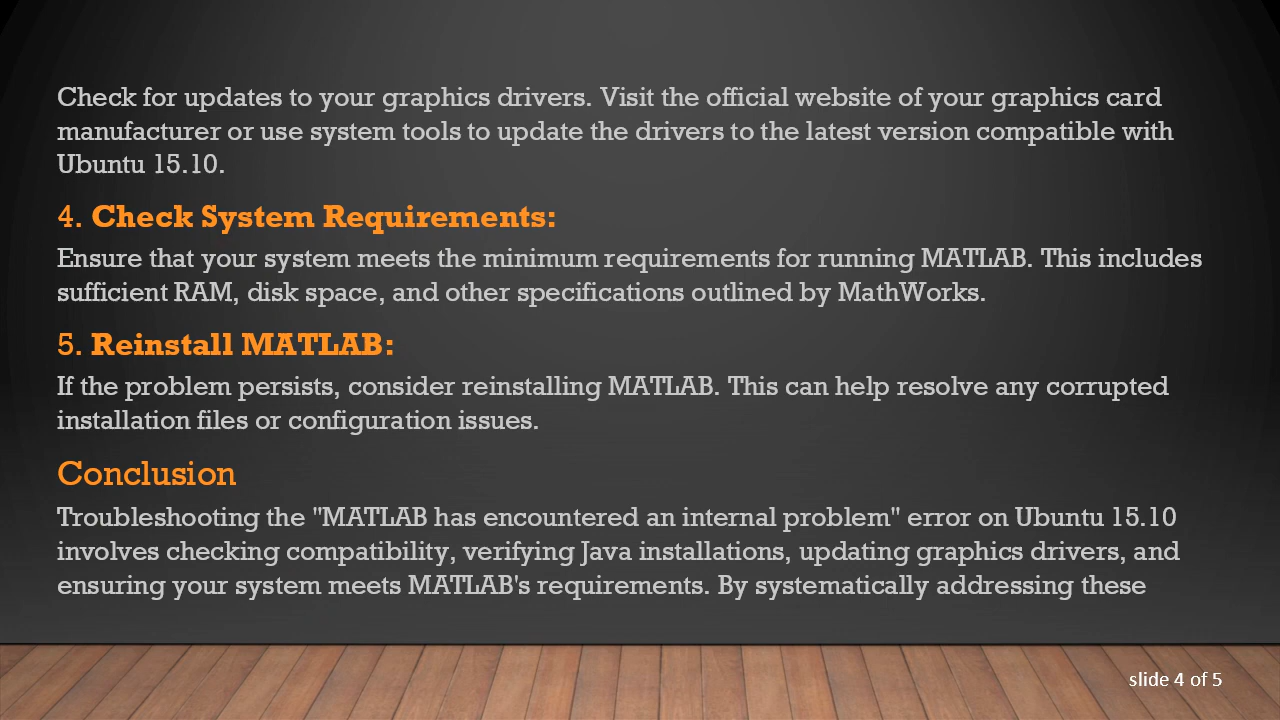 Check for updates to your graphics drivers. Visit the official website of your graphics card
manufacturer or use system tools to update the drivers to the latest version compatible with
Ubuntu 15.10.
4. Check System Requirements:
Ensure that your system meets the minimum requirements for running MATLAB. This includes
sufficient RAM, disk space, and other specifications outlined by MathWorks.
5. Reinstall MATLAB:
If the problem persists, consider reinstalling MATLAB. This can help resolve any corrupted
installation files or configuration issues.
Conclusion
Troubleshooting the "MATLAB has encountered an internal problem" error on Ubuntu 15.10
involves checking compatibility, verifying Java installations, updating graphics drivers, and
ensuring your system meets MATLAB's requirements. By systematically addressing these
slide 4 of 5